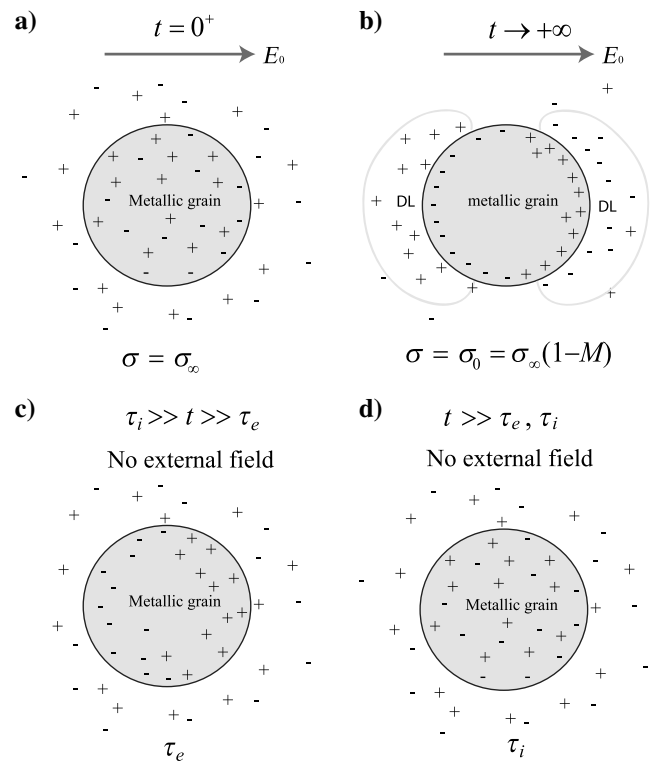 a)
t = 0⁺
E₀
Metallic grain
σ = σ∞
b)
t → +∞
E₀
DL
metallic grain
DL
σ = σ₀ = σ∞(1–M)
c)
τᵢ >> t >> τₑ
No external field
Metallic grain
τₑ
d)
t >> τₑ , τᵢ
No external field
Metallic grain
τᵢ